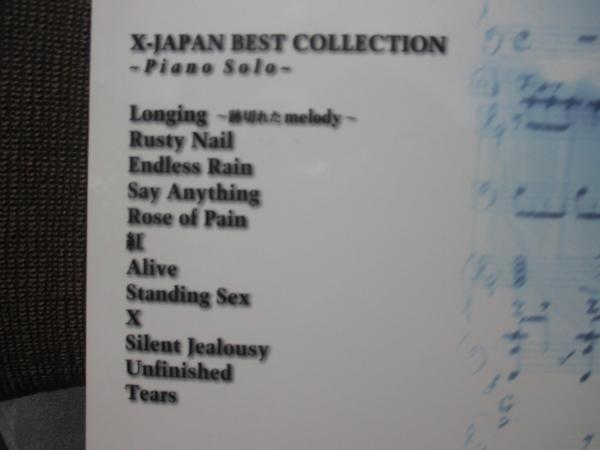 X-JAPAN BEST COLLECTION
~Piano Solo~
Longing ~跡切れたmelody~
Rusty Nail
Endless Rain
Say Anything
Rose of Pain
紅
Alive
Standing Sex
X
Silent Jealousy
Unfinished
Tears